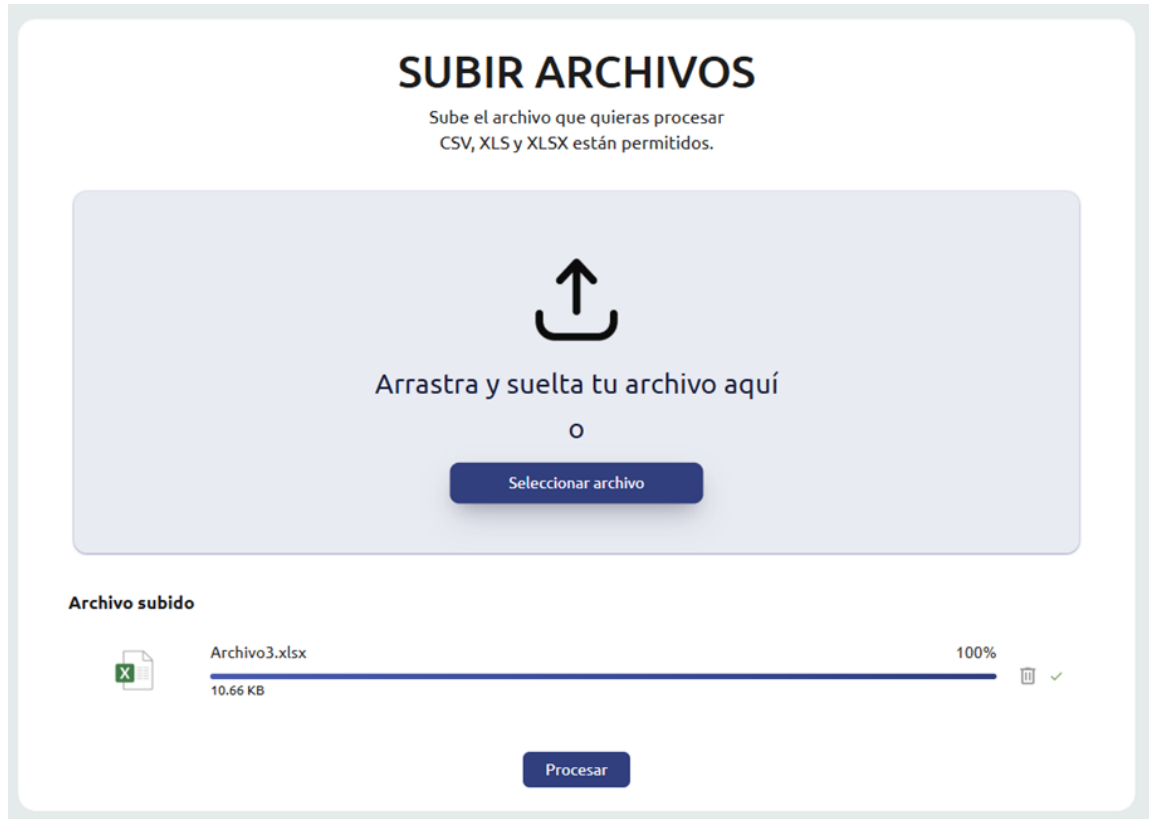 SUBIR ARCHIVOS
Sube el archivo que quieras procesar
CSV, XLS y XLSX están permitidos.
Arrastra y suelta tu archivo aquí
o
Seleccionar archivo
Archivo subido
Archivo3.xlsx 100%
X
10.66 KB
Procesar